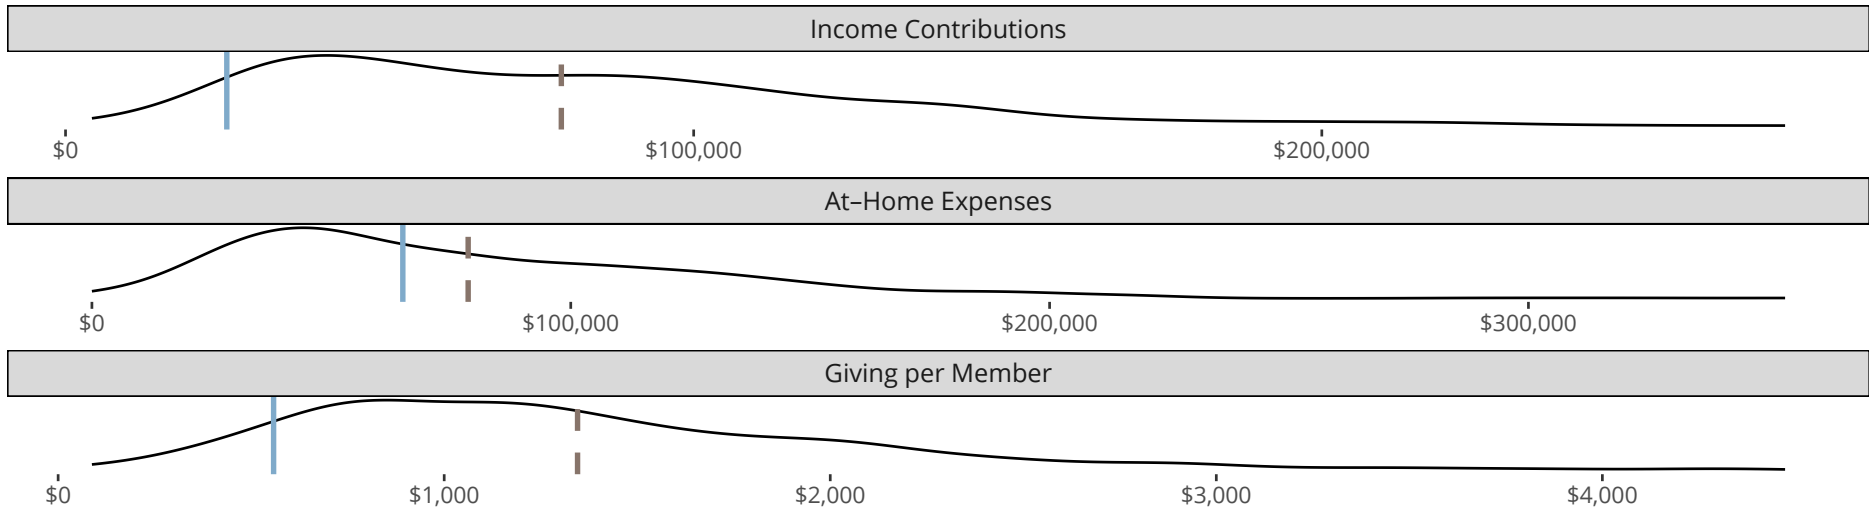 Income Contributions
$0 $100,000 $200,000
At–Home Expenses
$0 $100,000 $200,000 $300,000
Giving per Member
$0 $1,000 $2,000 $3,000 $4,000